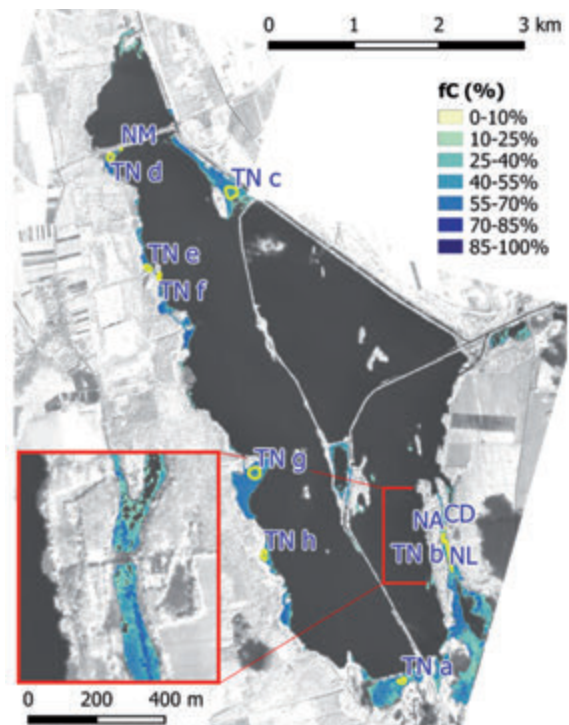 0 1 2 3 km
fC (%)
0-10%
10-25%
25-40%
40-55%
55-70%
70-85%
85-100%
NM
TN d
TN c
TN e
TN f
TN g
NA CD
TN b NL
TN h
TN a
0 200 400 m